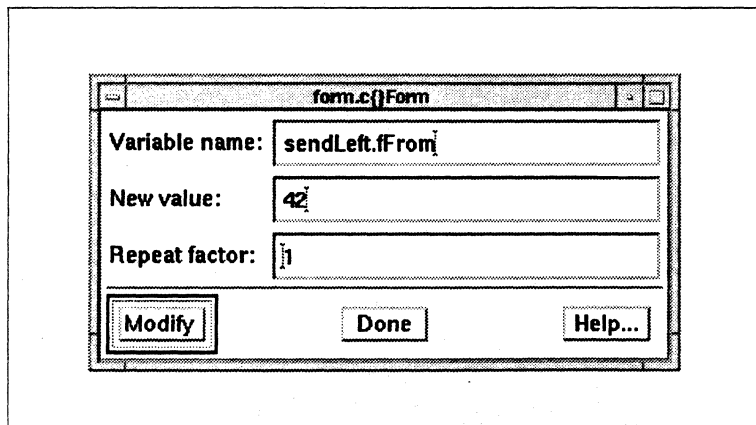 form.c{}Form
Variable name: sendLeft.fFrom
New value: 42
Repeat factor: 1
Modify Done Help...